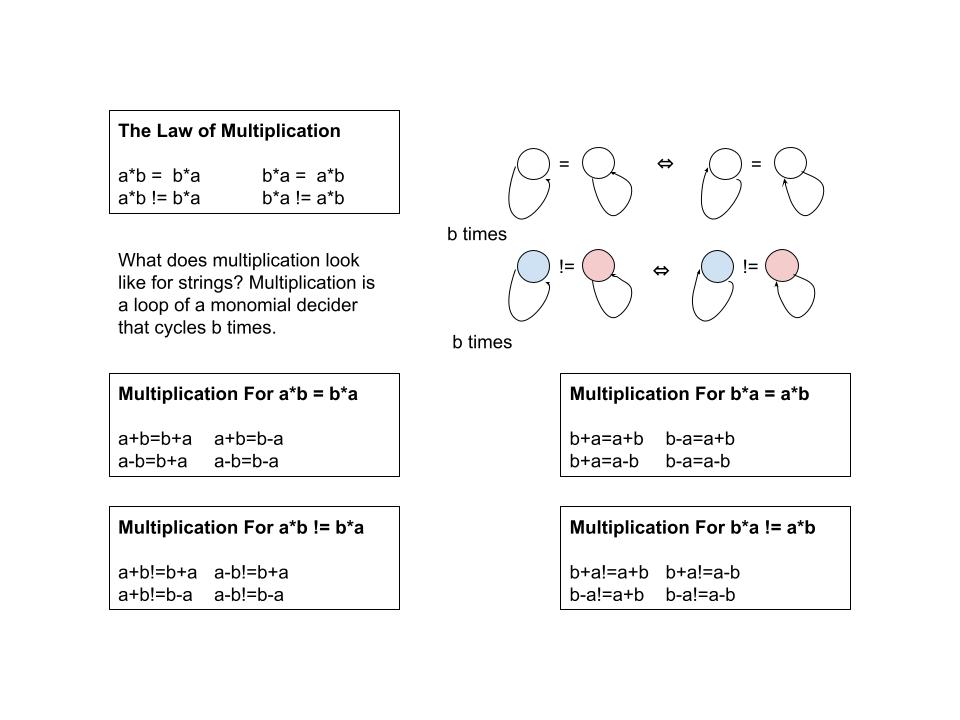 The Law of Multiplication
a*b =  b*a	b*a =  a*b
a*b != b*a	b*a != a*b
= ⇔ =
b times
!= ⇔ !=
b times
What does multiplication look
like for strings? Multiplication is
a loop of a monomial decider
that cycles b times.
Multiplication For a*b = b*a
a+b=b+a	a+b=b-a
a-b=b+a	a-b=b-a
Multiplication For b*a = a*b
b+a=a+b	b-a=a+b
b+a=a-b	b-a=a-b
Multiplication For a*b != b*a
a+b!=b+a	a-b!=b+a
a+b!=b-a	a-b!=b-a
Multiplication For b*a != a*b
b+a!=a+b	b+a!=a-b
b-a!=a+b	b-a!=a-b